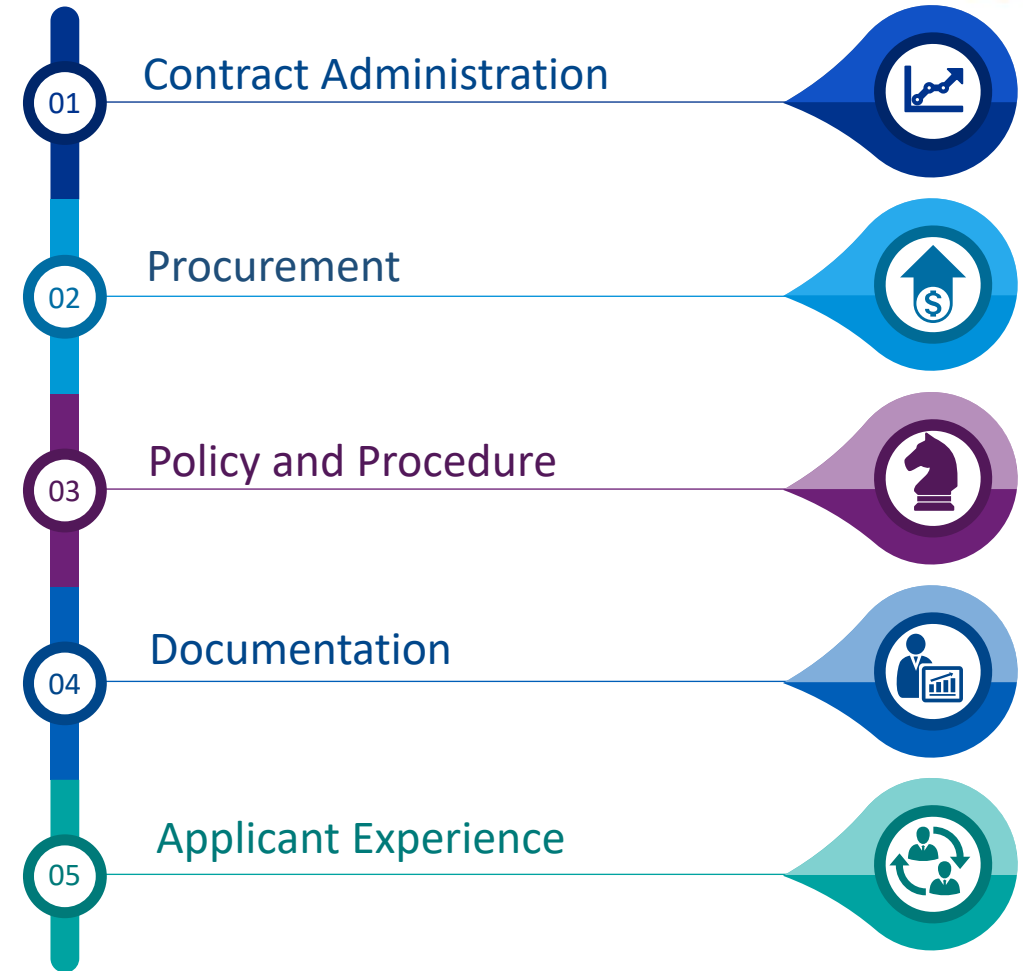 01
Contract Administration
02
Procurement
$
03
Policy and Procedure
04
Documentation
05
Applicant Experience